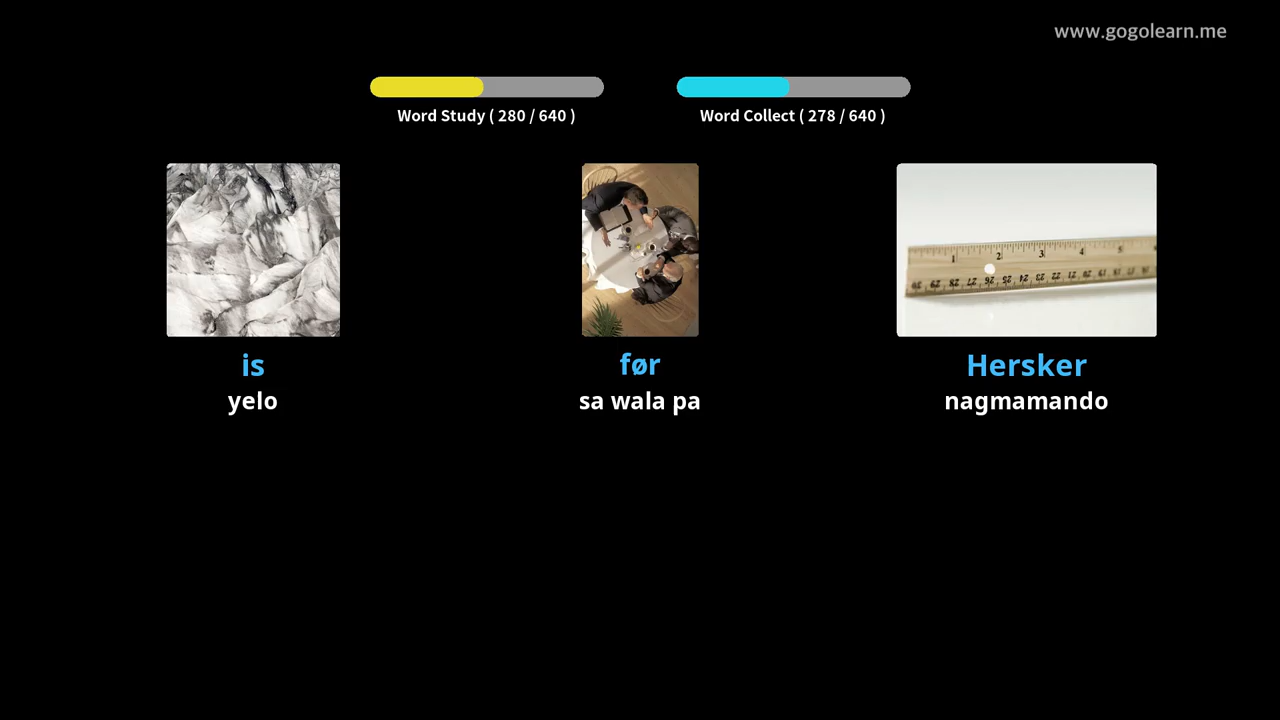 www.gogolearn.me
Word Study ( 280 / 640 )
Word Collect ( 278 / 640 )
is
før
Hersker
yelo
sa wala pa
nagmamando